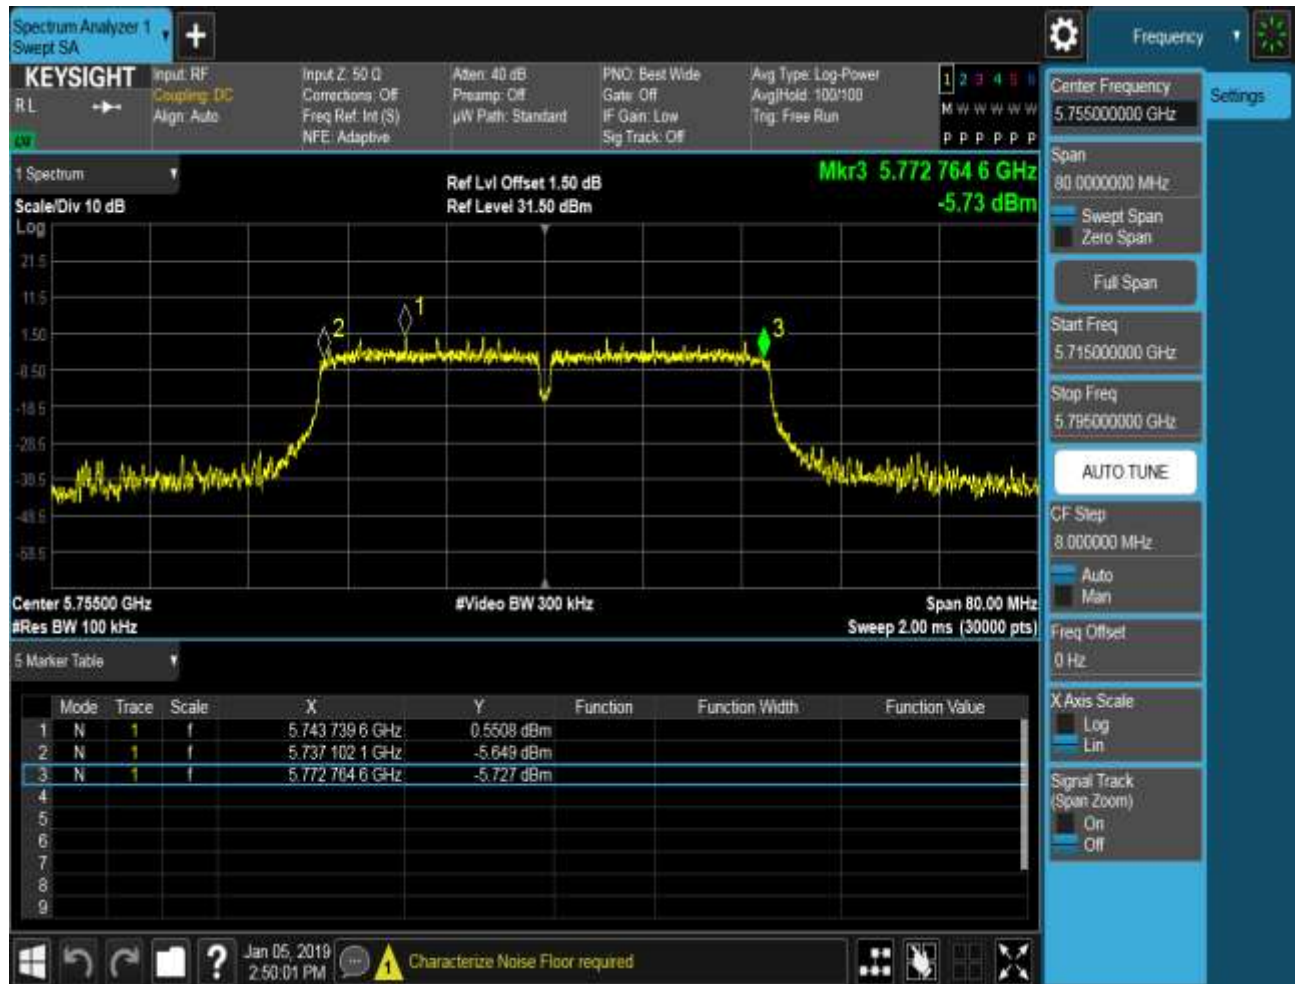 Spectrum Analyzer 1
Swept SA
Frequency
KEYSIGHT
R L
Input: RF
Coupling: DC
Align: Auto
Input Z: 50 Ω
Corrections: Off
Freq Ref: Int (S)
NFE: Adaptive
Atten: 40 dB
Preamp: Off
µW Path: Standard
PNO: Best Wide
Gate: Off
IF Gain: Low
Sig Track: Off
Avg Type: Log-Power
Avg|Hold: 100/100
Trig: Free Run
1 2 3 4 5 6
M W W W W W
P P P P P P
1 Spectrum
Scale/Div 10 dB
Log
Ref Lvl Offset 1.50 dB
Ref Level 31.50 dBm
Mkr3 5.772 764 6 GHz
-5.73 dBm
21.5
11.5
1.50
-8.50
-18.5
-28.5
-38.5
-48.5
-58.5
1
2
3
Center 5.75500 GHz
#Res BW 100 kHz
#Video BW 300 kHz
Span 80.00 MHz
Sweep 2.00 ms (30000 pts)
5 Marker Table
Mode Trace Scale X Y Function Function Width Function Value
1 N 1 f 5.743 739 6 GHz 0.5508 dBm
2 N 1 f 5.737 102 1 GHz -5.649 dBm
3 N 1 f 5.772 764 6 GHz -5.727 dBm
4
5
6
7
8
9
Center Frequency
5.755000000 GHz
Settings
Span
80.0000000 MHz
Swept Span
Zero Span
Full Span
Start Freq
5.715000000 GHz
Stop Freq
5.795000000 GHz
AUTO TUNE
CF Step
8.000000 MHz
Auto
Man
Freq Offset
0 Hz
X Axis Scale
Log
Lin
Signal Track
(Span Zoom)
On
Off
?
Jan 05, 2019
2:50:01 PM
1
Characterize Noise Floor required